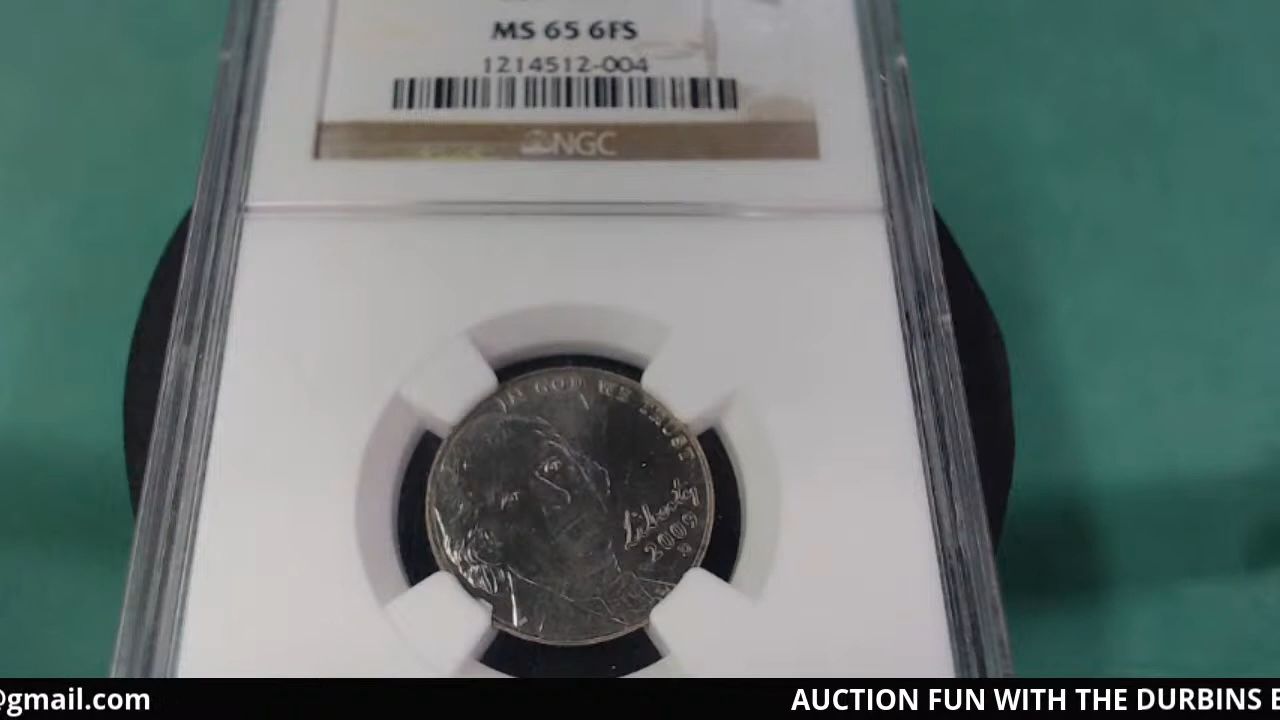 MS 65 6FS
1214512-004
NGC
IN GOD WE TRUST
Liberty
2009
@gmail.com
AUCTION FUN WITH THE DURBINS